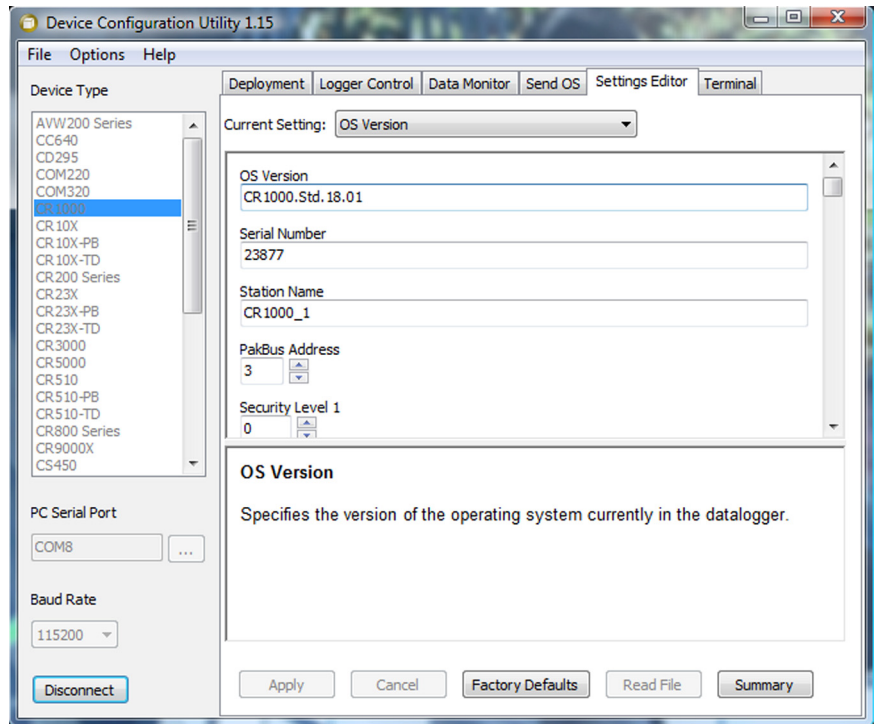 Device Configuration Utility 1.15
File Options Help
Device Type
AVW200 Series
CC640
CD295
COM220
COM320
CR1000
CR10X
CR10X-PB
CR10X-TD
CR200 Series
CR23X
CR23X-PB
CR23X-TD
CR3000
CR5000
CR510
CR510-PB
CR510-TD
CR800 Series
CR9000X
CS450
PC Serial Port
COM8
...
Baud Rate
115200
Disconnect
Deployment Logger Control Data Monitor Send OS Settings Editor Terminal
Current Setting: OS Version
OS Version
CR1000.Std.18.01
Serial Number
23877
Station Name
CR1000_1
PakBus Address
3
Security Level 1
0
OS Version
Specifies the version of the operating system currently in the datalogger.
Apply Cancel Factory Defaults Read File Summary